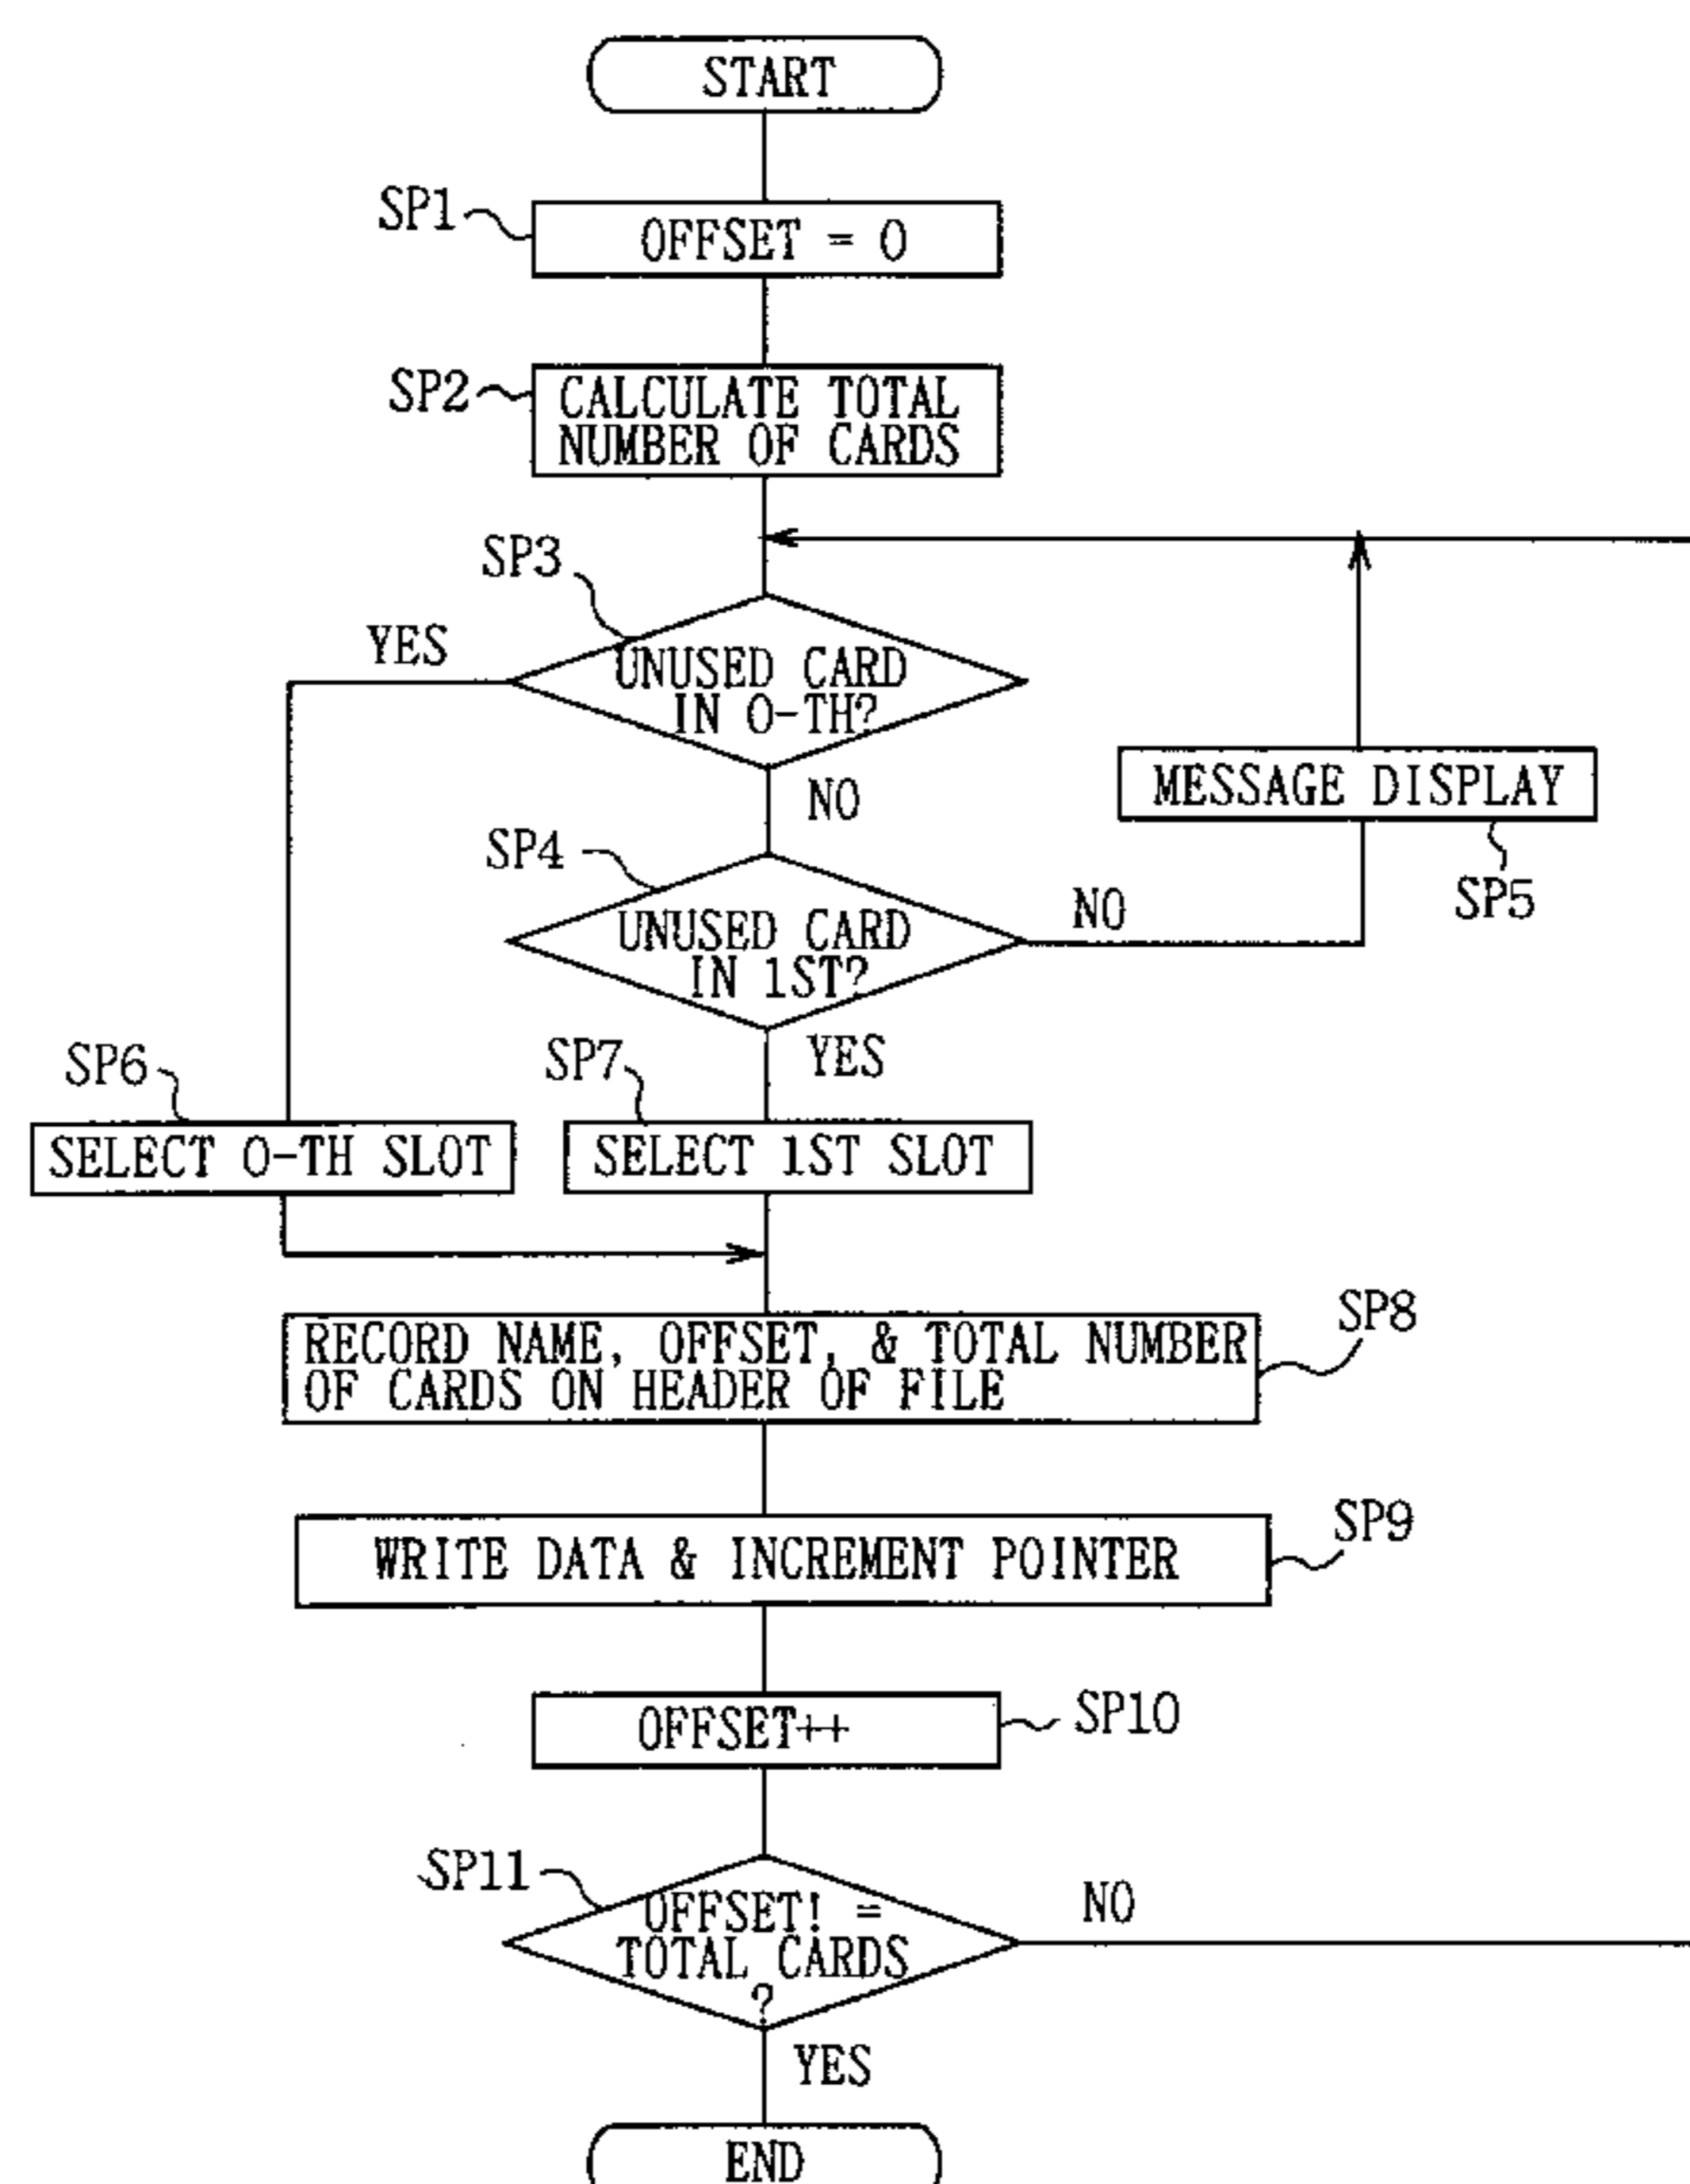 START
SP1
OFFSET = 0
SP2
CALCULATE TOTAL
NUMBER OF CARDS
SP3
YES
UNUSED CARD
IN 0-TH?
NO
MESSAGE DISPLAY
SP5
SP4
UNUSED CARD
IN 1ST?
NO
YES
SP6
SP7
SELECT 0-TH SLOT
SELECT 1ST SLOT
SP8
RECORD NAME, OFFSET, & TOTAL NUMBER
OF CARDS ON HEADER OF FILE
SP9
WRITE DATA & INCREMENT POINTER
OFFSET++
SP10
SP11
OFFSET! =
TOTAL CARDS
?
NO
YES
END